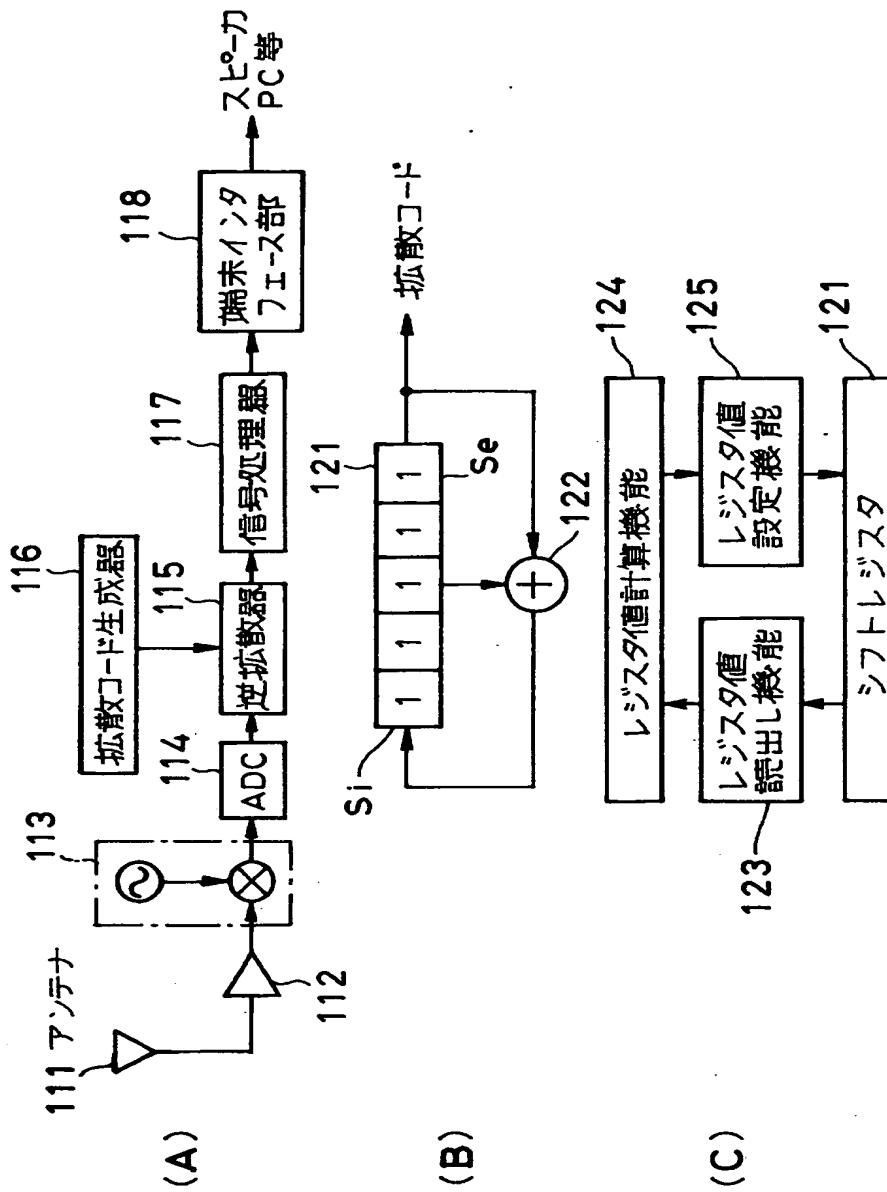 (A)
111 アンテナ
112
113
114
ADC
115
逆拡散器
116
拡散コード生成器
117
信号処理器
118
端末インタ
フェース部
スピーカ
PC等
(B)
Si
1 1 1 1 1
121
Se
122
拡散コード
(C)
レジスタ値計算機能
124
レジスタ値
読出し機能
123
レジスタ値
設定機能
125
シフトレジスタ
121